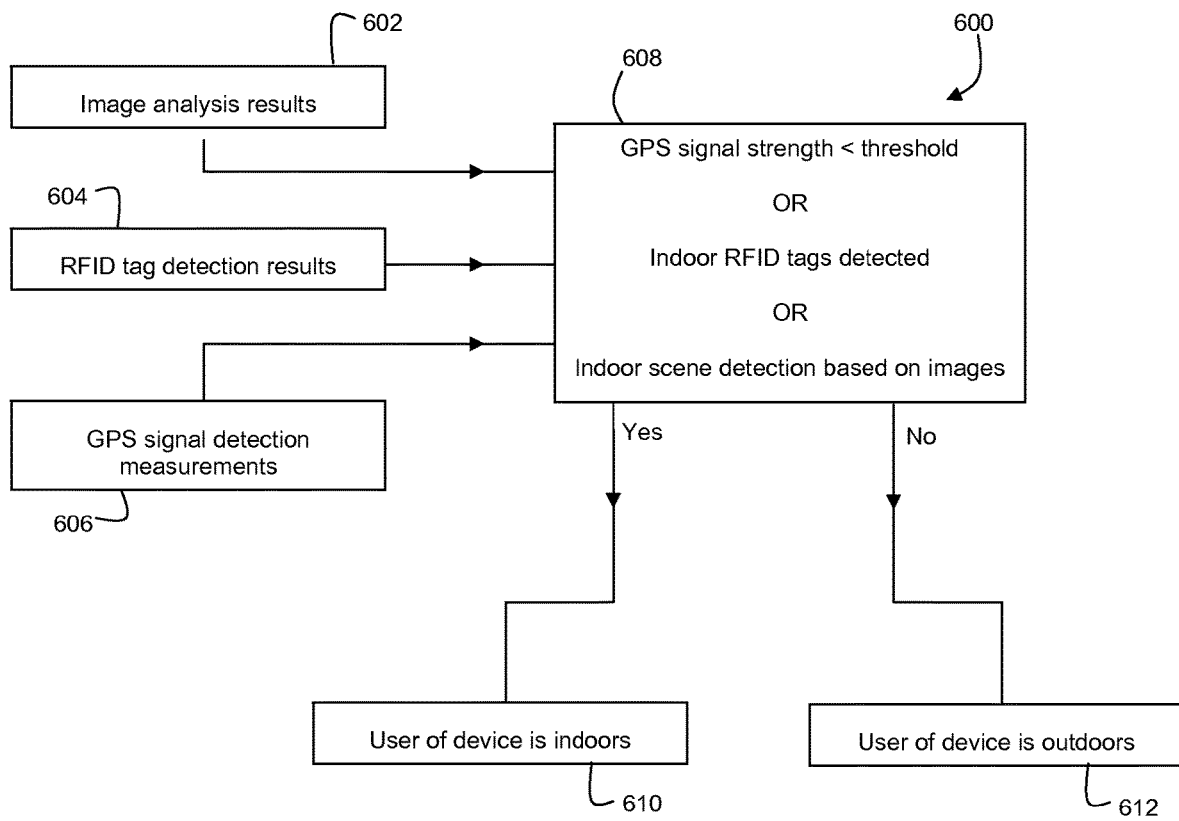 602
600
608
Image analysis results
GPS signal strength < threshold
OR
604
RFID tag detection results
Indoor RFID tags detected
OR
Indoor scene detection based on images
GPS signal detection
measurements
606
Yes
No
User of device is indoors
610
User of device is outdoors
612